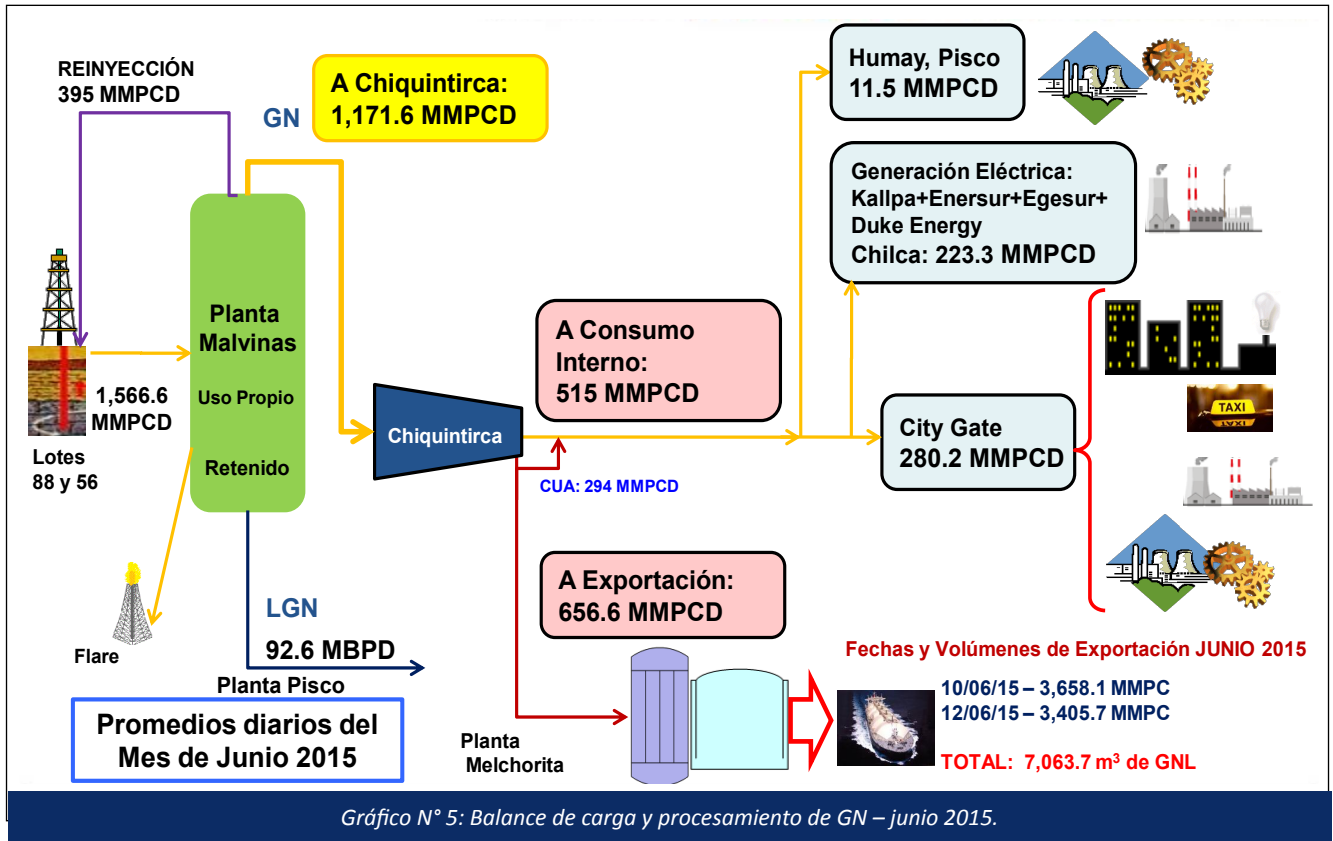 REINYECCIÓN
395 MMPCD
GN
A Chiquintirca:
1,171.6 MMPCD
Humay, Pisco
11.5 MMPCD
Generación Eléctrica:
Kallpa+Enersur+Egesur+
Duke Energy
Chilca: 223.3 MMPCD
Planta
Malvinas
Uso Propio
Retenido
1,566.6
MMPCD
Lotes
88 y 56
Chiquintirca
A Consumo
Interno:
515 MMPCD
CUA: 294 MMPCD
City Gate
280.2 MMPCD
TAXI
TAXI
A Exportación:
656.6 MMPCD
Flare
LGN
92.6 MBPD
Planta Pisco
Promedios diarios del
Mes de Junio 2015
Planta
Melchorita
Fechas y Volúmenes de Exportación JUNIO 2015
10/06/15 – 3,658.1 MMPC
12/06/15 – 3,405.7 MMPC
TOTAL: 7,063.7 m³ de GNL
Gráfico N° 5: Balance de carga y procesamiento de GN – junio 2015.